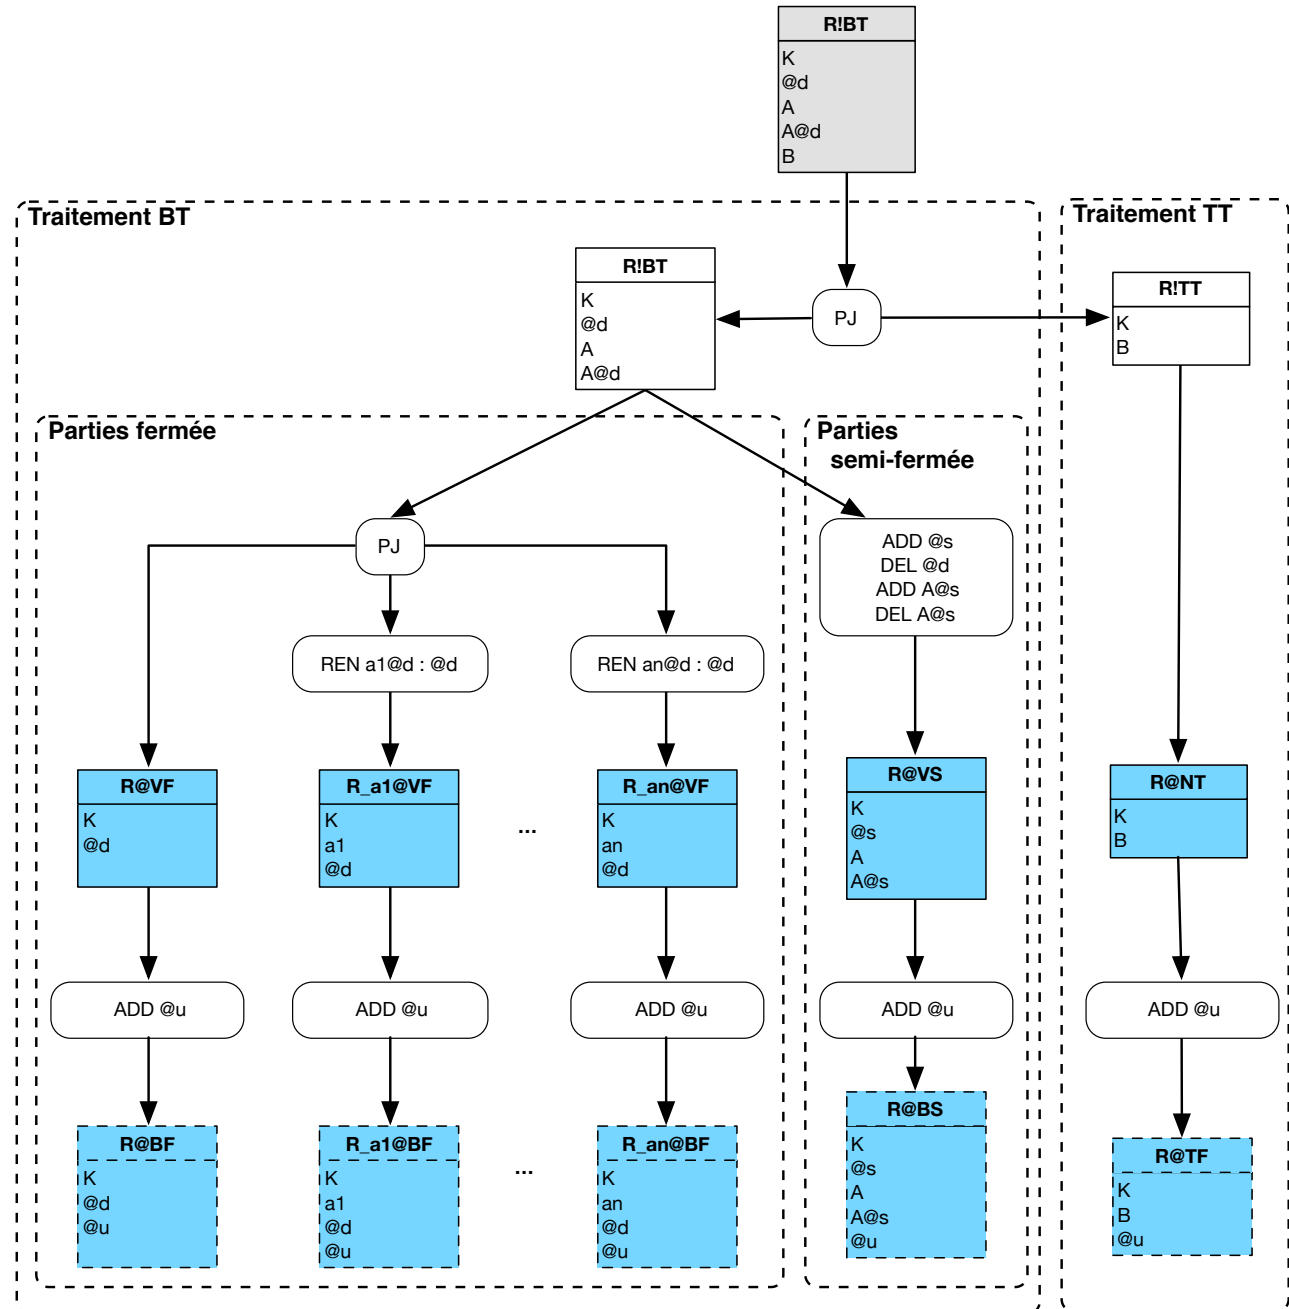 R!BT
K
@d
A
A@d
B
Traitement BT
Traitement TT
R!BT
K
@d
A
A@d
PJ
R!TT
K
B
Parties fermée
Parties
semi-fermée
PJ
ADD @s
DEL @d
ADD A@s
DEL A@s
REN a1@d : @d
REN an@d : @d
R@VF
K
@d
R_a1@VF
K
a1
@d
...
R_an@VF
K
an
@d
R@VS
K
@s
A
A@s
R@NT
K
B
ADD @u
ADD @u
ADD @u
ADD @u
ADD @u
R@BF
K
@d
@u
R_a1@BF
K
a1
@d
@u
...
R_an@BF
K
an
@d
@u
R@BS
K
@s
A
A@s
@u
R@TF
K
B
@u